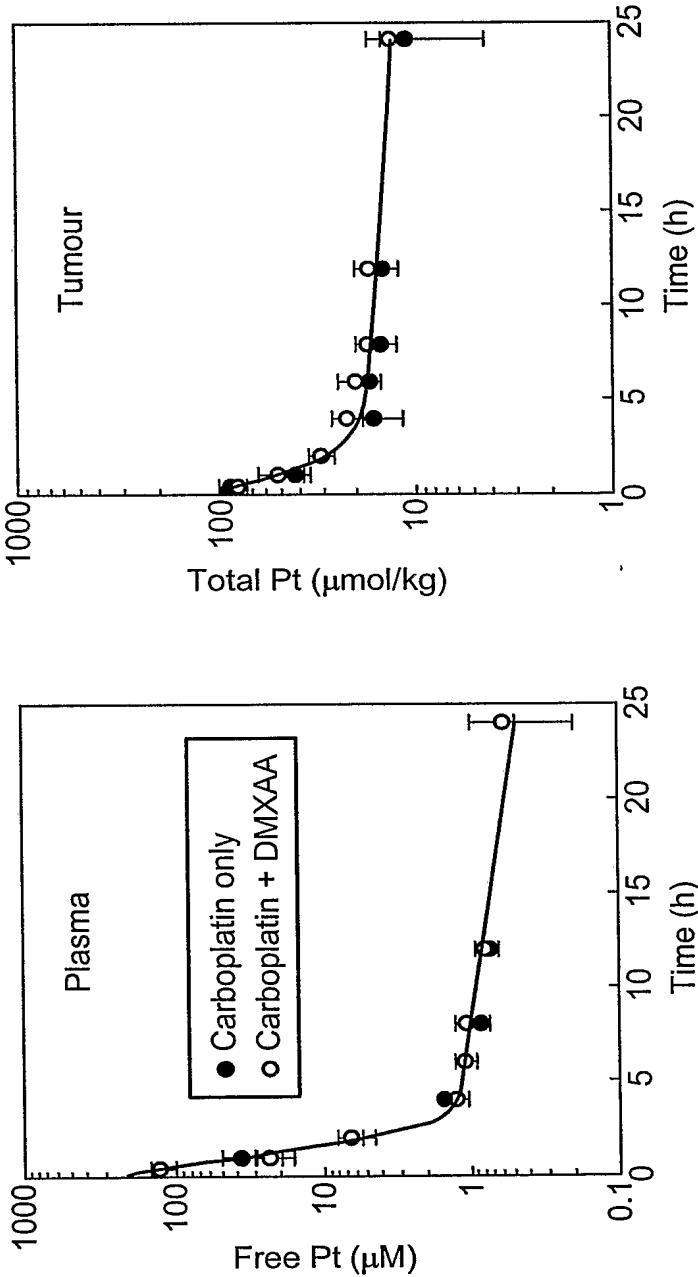 Plasma
Carboplatin only
Carboplatin + DMXAA
Free Pt (μM)
1000
100
10
1
0.1
0
5
10
15
20
25
Time (h)
Tumour
Total Pt (μmol/kg)
1000
100
10
1
0
5
10
15
20
25
Time (h)